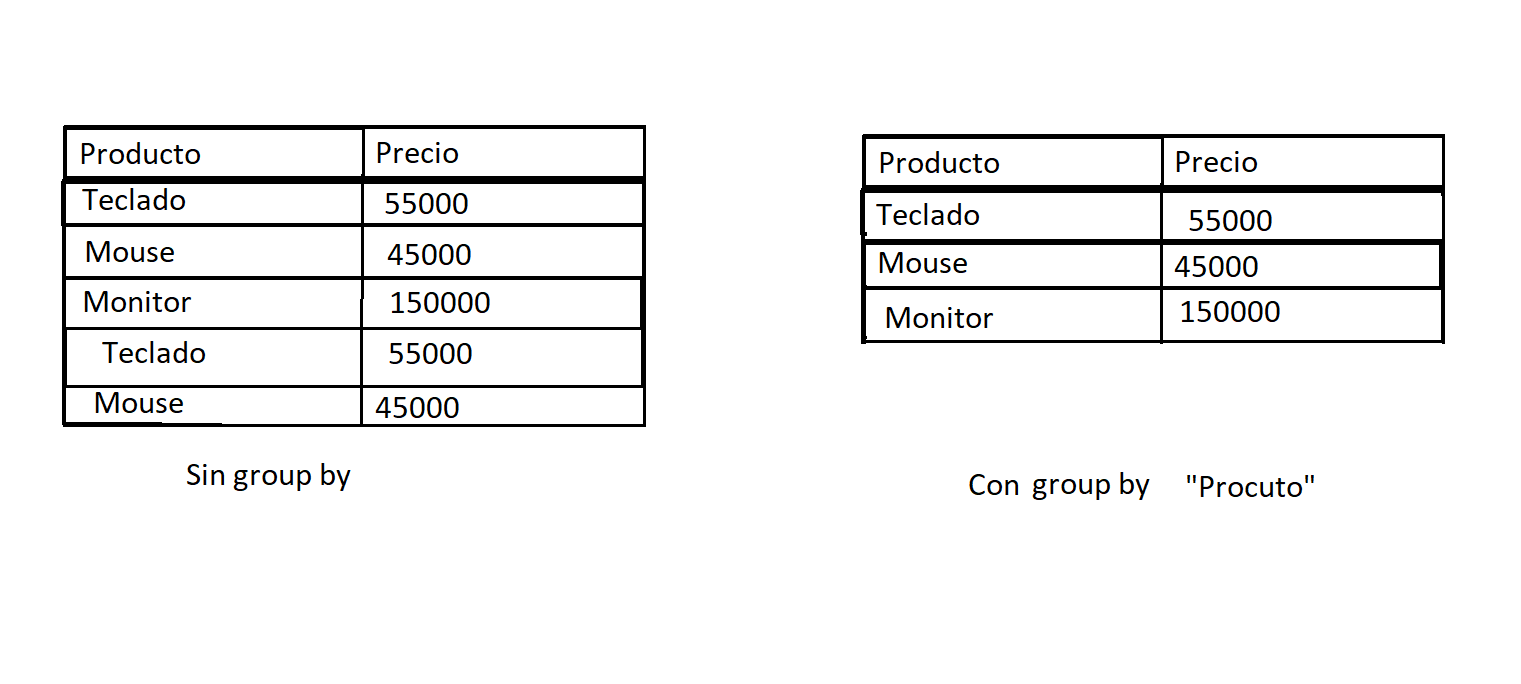 Producto Precio
Teclado 55000
Mouse 45000
Monitor 150000
Teclado 55000
Mouse 45000
Sin group by
Producto Precio
Teclado 55000
Mouse 45000
Monitor 150000
Con group by "Procuto"